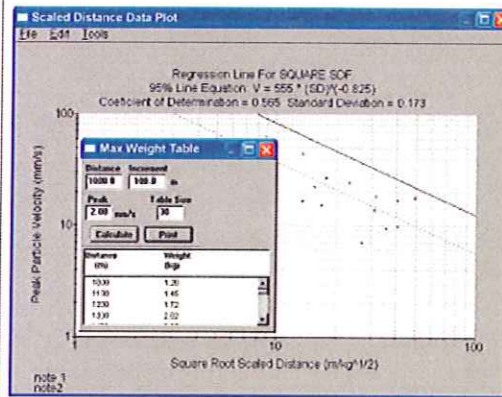 Scaled Distance Data Plot
File Edit Tools
Regression Line For SQUARE SDF.
95% Line Equation: V = 555 * (SD)^(-0.825)
Coeficient of Determination = 0.565 Standard Deviation = 0.173
100
Peak Particle Velocity (mm/s)
10
1
Max Weight Table
Distance Increment
1000.0 100.0 m
Peak Table Size
2.00 mm/s 30
Calculate Print
Distance Weight
(m) (kg)
1000 1.20
1100 1.45
1200 1.72
1300 2.02
1 10 100
Square Root Scaled Distance (m/kg^1/2)
note 1
note2